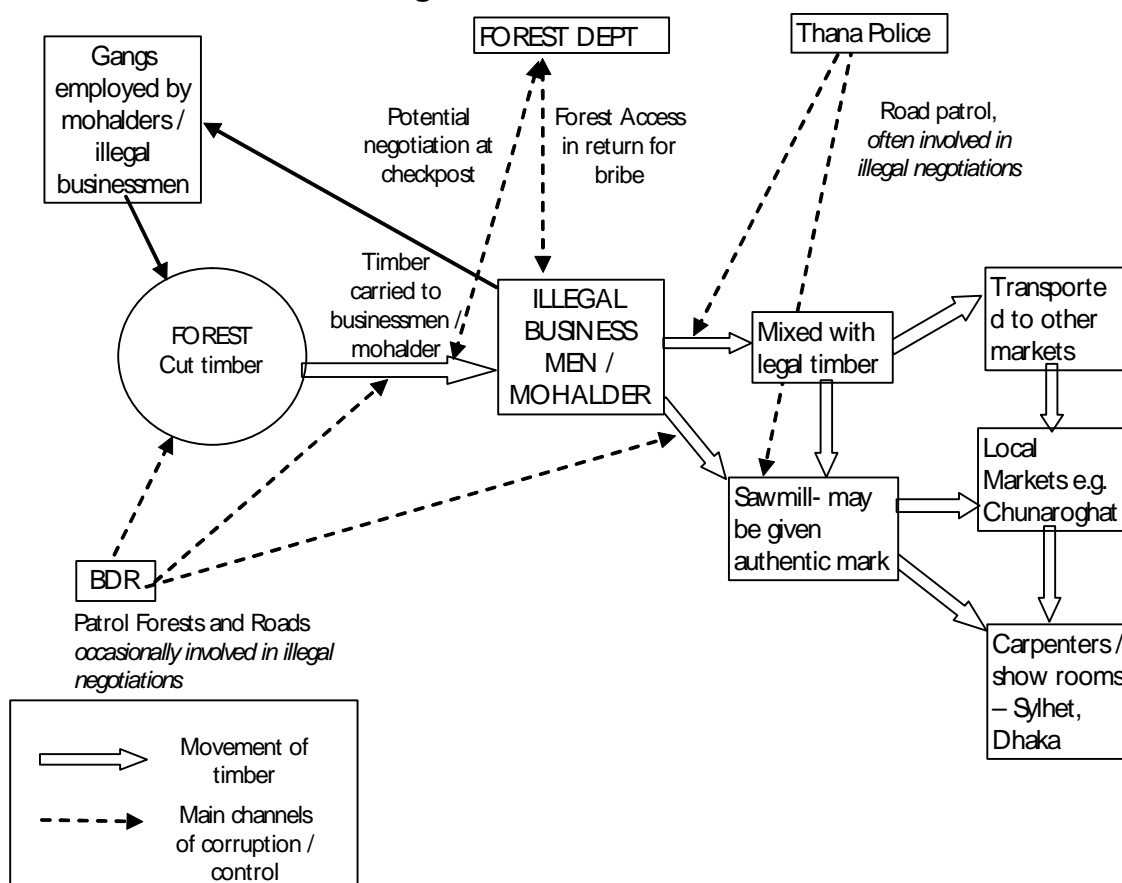 FOREST DEPT
Thana Police
Gangs
employed by
mohalders /
illegal
businessmen
Potential
negotiation at
checkpost
Forest Access
in return for
bribe
Road patrol,
often involved in
illegal negotiations
Timber
carried to
businessmen /
mohalder
FOREST
Cut timber
ILLEGAL
BUSINESS
MEN /
MOHALDER
Mixed with
legal timber
Transporte
d to other
markets
Local
Markets e.g.
Chunaroghat
Sawmill- may
be given
authentic mark
BDR
Patrol Forests and Roads
occasionally involved in illegal
negotiations
Carpenters /
show rooms
– Sylhet,
Dhaka
Movement of
timber
Main channels
of corruption /
control